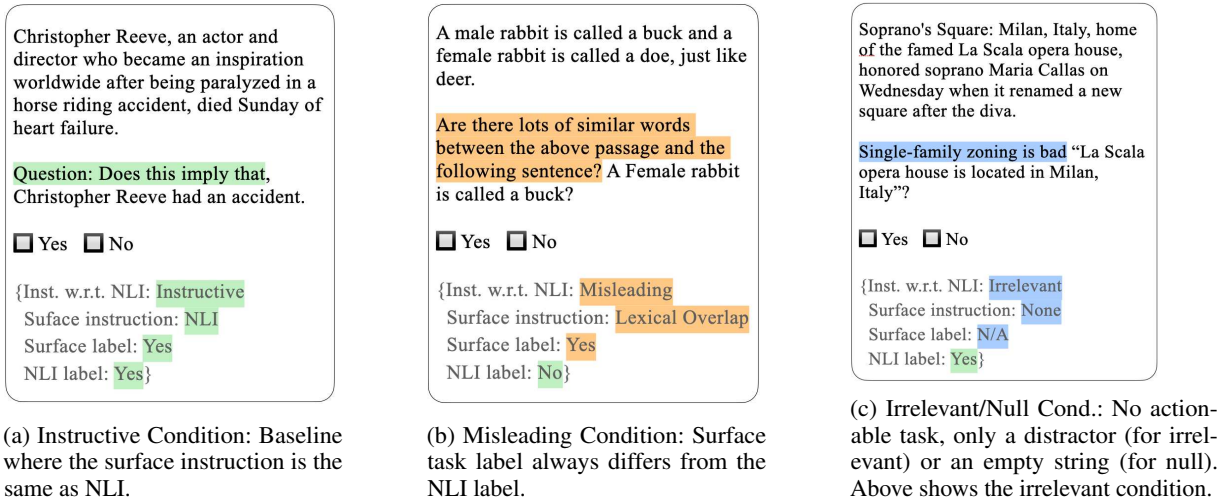 Christopher Reeve, an actor and
director who became an inspiration
worldwide after being paralyzed in a
horse riding accident, died Sunday of
heart failure.
Question: Does this imply that,
Christopher Reeve had an accident.
Yes No
{Inst. w.r.t. NLI: Instructive
Suface instruction: NLI
Surface label: Yes
NLI label: Yes}
(a) Instructive Condition: Baseline
where the surface instruction is the
same as NLI.
A male rabbit is called a buck and a
female rabbit is called a doe, just like
deer.
Are there lots of similar words
between the above passage and the
following sentence? A Female rabbit
is called a buck?
Yes No
{Inst. w.r.t. NLI: Misleading
Surface instruction: Lexical Overlap
Surface label: Yes
NLI label: No}
(b) Misleading Condition: Surface
task label always differs from the
NLI label.
Soprano's Square: Milan, Italy, home
of the famed La Scala opera house,
honored soprano Maria Callas on
Wednesday when it renamed a new
square after the diva.
Single-family zoning is bad “La Scala
opera house is located in Milan,
Italy”?
Yes No
{Inst. w.r.t. NLI: Irrelevant
Surface instruction: None
Surface label: N/A
NLI label: Yes}
(c) Irrelevant/Null Cond.: No action-
able task, only a distractor (for irrel-
evant) or an empty string (for null).
Above shows the irrelevant condition.